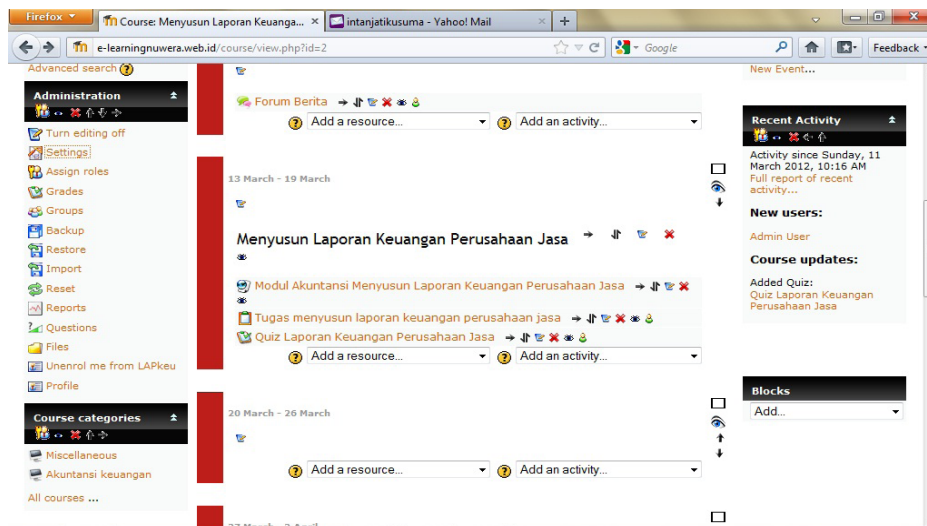 Firefox
Course: Menyusun Laporan Keuanga...
intanjatikusuma - Yahoo! Mail
e-learningnuwera.web.id/course/view.php?id=2
Google
Feedback
Advanced search
Administration
Turn editing off
Settings
Assign roles
Grades
Groups
Backup
Restore
Import
Reset
Reports
Questions
Files
Unenrol me from LAPkeu
Profile
Course categories
Miscellaneous
Akuntansi keuangan
All courses ...
Forum Berita
Add a resource...
Add an activity...
13 March - 19 March
Menyusun Laporan Keuangan Perusahaan Jasa
Modul Akuntansi Menyusun Laporan Keuangan Perusahaan Jasa
Tugas menyusun laporan keuangan perusahaan jasa
Quiz Laporan Keuangan Perusahaan Jasa
Add a resource...
Add an activity...
20 March - 26 March
Add a resource...
Add an activity...
27 March - 2 April
New Event...
Recent Activity
Activity since Sunday, 11
March 2012, 10:16 AM
Full report of recent
activity...
New users:
Admin User
Course updates:
Added Quiz:
Quiz Laporan Keuangan
Perusahaan Jasa
Blocks
Add...